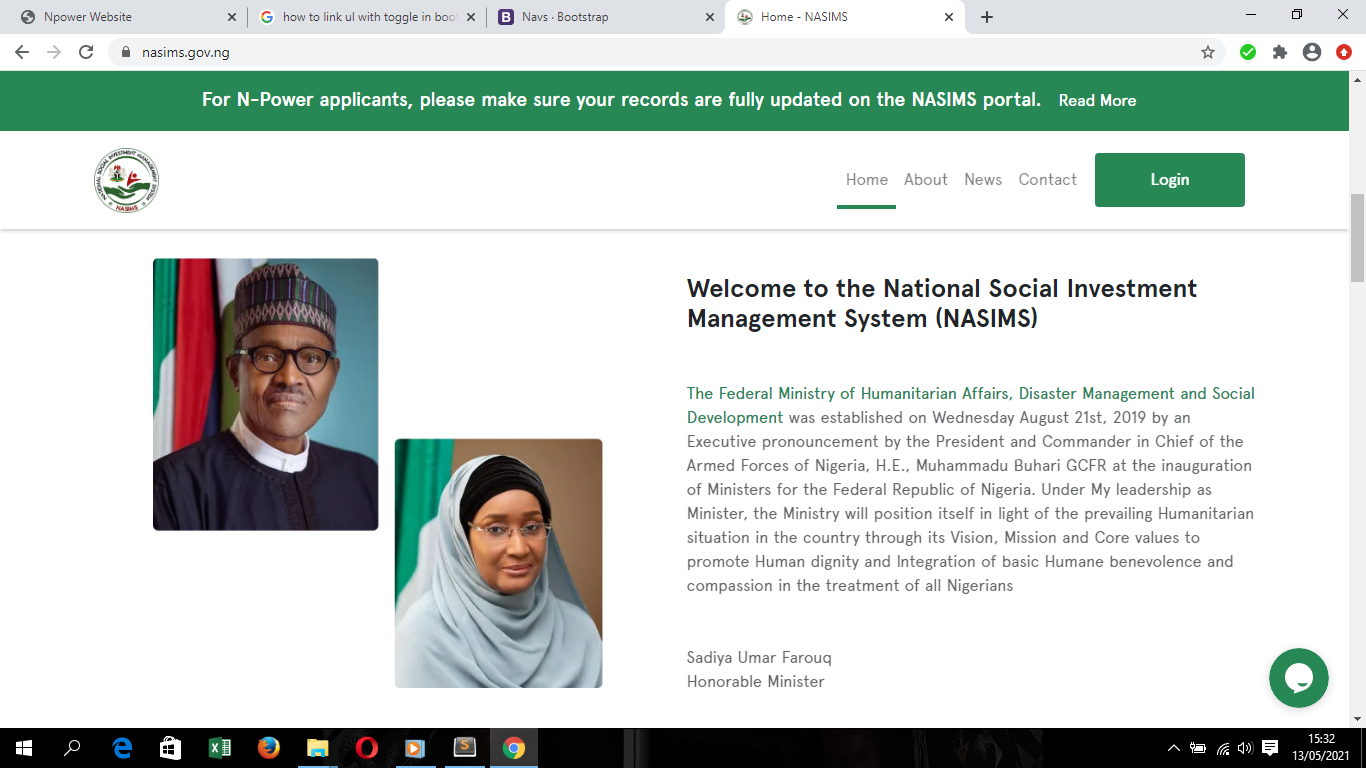 Npower Website
how to link ul with toggle in boot
Navs · Bootstrap
Home - NASIMS
nasims.gov.ng
For N-Power applicants, please make sure your records are fully updated on the NASIMS portal. Read More
NATIONAL SOCIAL INVESTMENT MANAGEMENT SYSTEM
NASIMS
Home About News Contact Login
Welcome to the National Social Investment
Management System (NASIMS)
The Federal Ministry of Humanitarian Affairs, Disaster Management and Social
Development was established on Wednesday August 21st, 2019 by an
Executive pronouncement by the President and Commander in Chief of the
Armed Forces of Nigeria, H.E., Muhammadu Buhari GCFR at the inauguration
of Ministers for the Federal Republic of Nigeria. Under My leadership as
Minister, the Ministry will position itself in light of the prevailing Humanitarian
situation in the country through its Vision, Mission and Core values to
promote Human dignity and Integration of basic Humane benevolence and
compassion in the treatment of all Nigerians
Sadiya Umar Farouq
Honorable Minister
15:32
13/05/2021